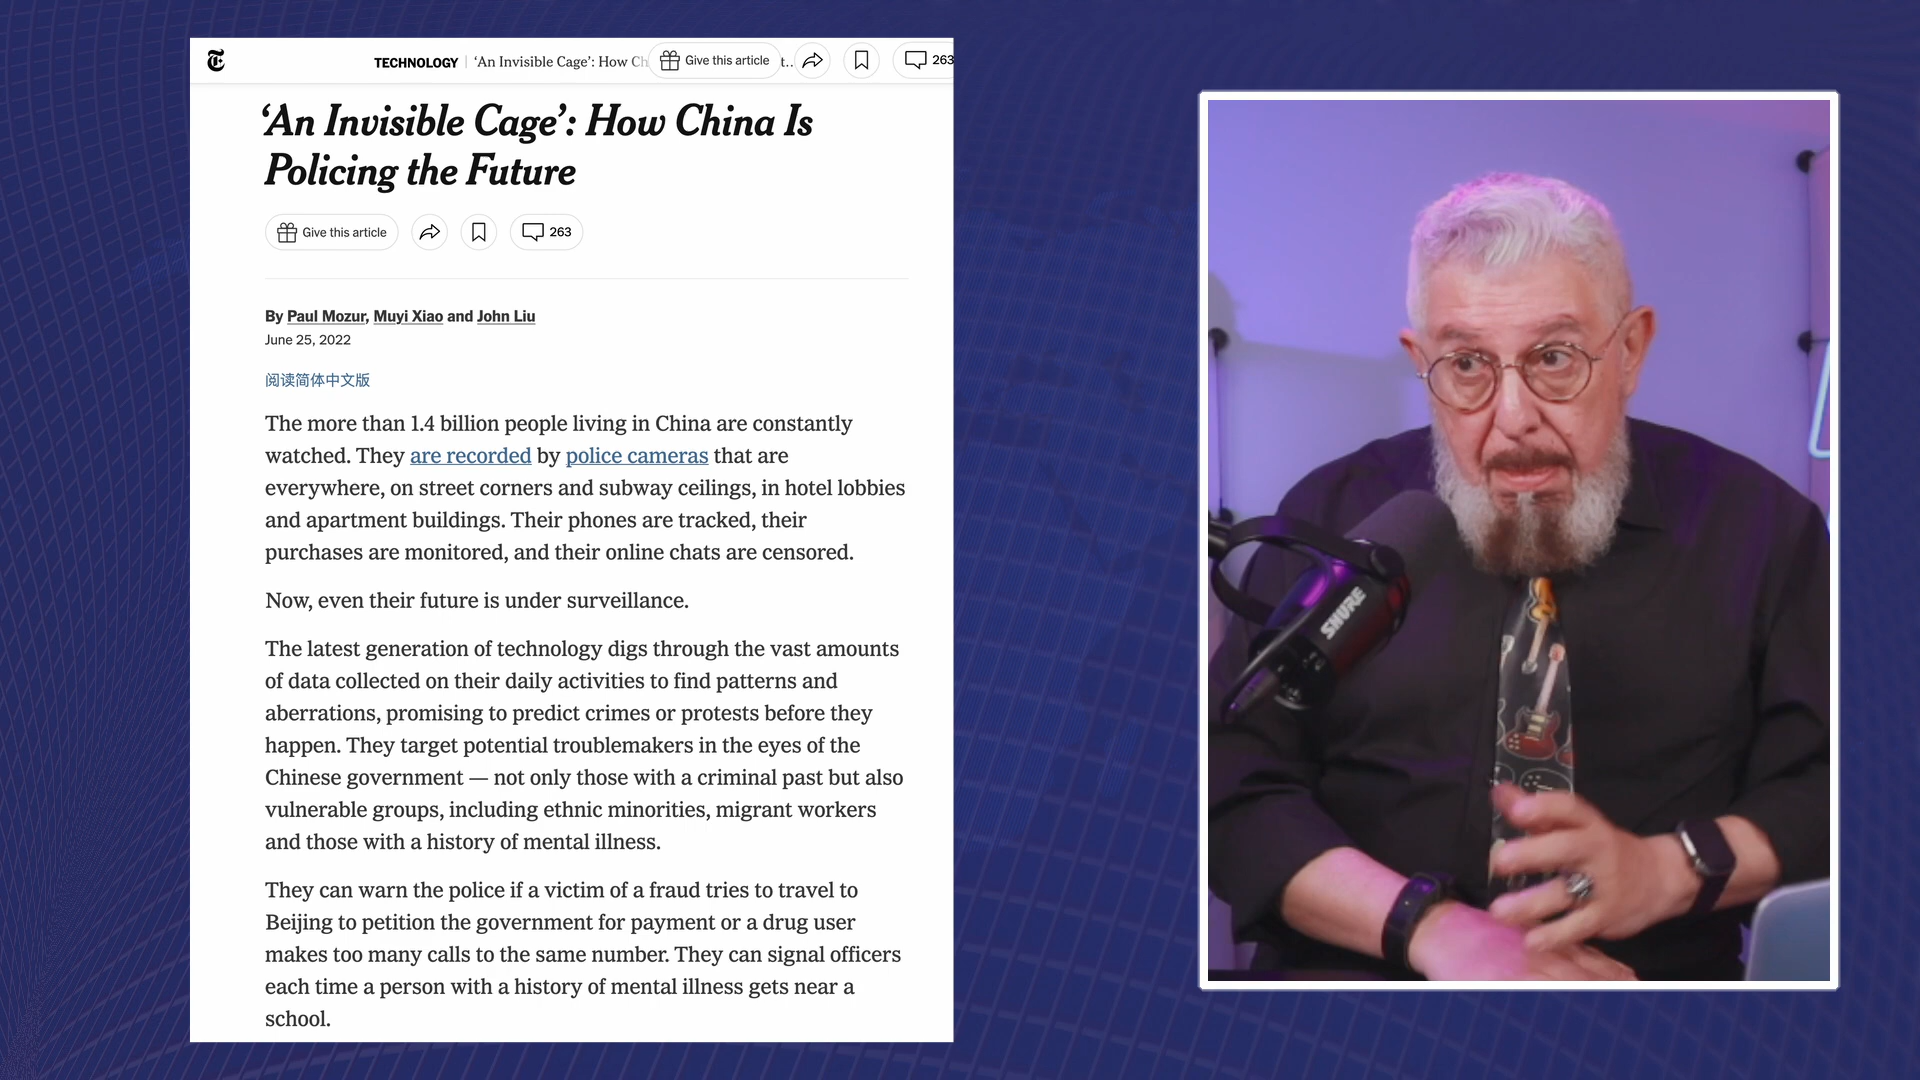 TECHNOLOGY | ‘An Invisible Cage’: How Ch
Give this article
t…
263
‘An Invisible Cage’: How China Is
Policing the Future
Give this article
263
By Paul Mozur, Muyi Xiao and John Liu
June 25, 2022
阅读简体中文版
The more than 1.4 billion people living in China are constantly
watched. They are recorded by police cameras that are
everywhere, on street corners and subway ceilings, in hotel lobbies
and apartment buildings. Their phones are tracked, their
purchases are monitored, and their online chats are censored.
Now, even their future is under surveillance.
The latest generation of technology digs through the vast amounts
of data collected on their daily activities to find patterns and
aberrations, promising to predict crimes or protests before they
happen. They target potential troublemakers in the eyes of the
Chinese government — not only those with a criminal past but also
vulnerable groups, including ethnic minorities, migrant workers
and those with a history of mental illness.
They can warn the police if a victim of a fraud tries to travel to
Beijing to petition the government for payment or a drug user
makes too many calls to the same number. They can signal officers
each time a person with a history of mental illness gets near a
school.
SHURE